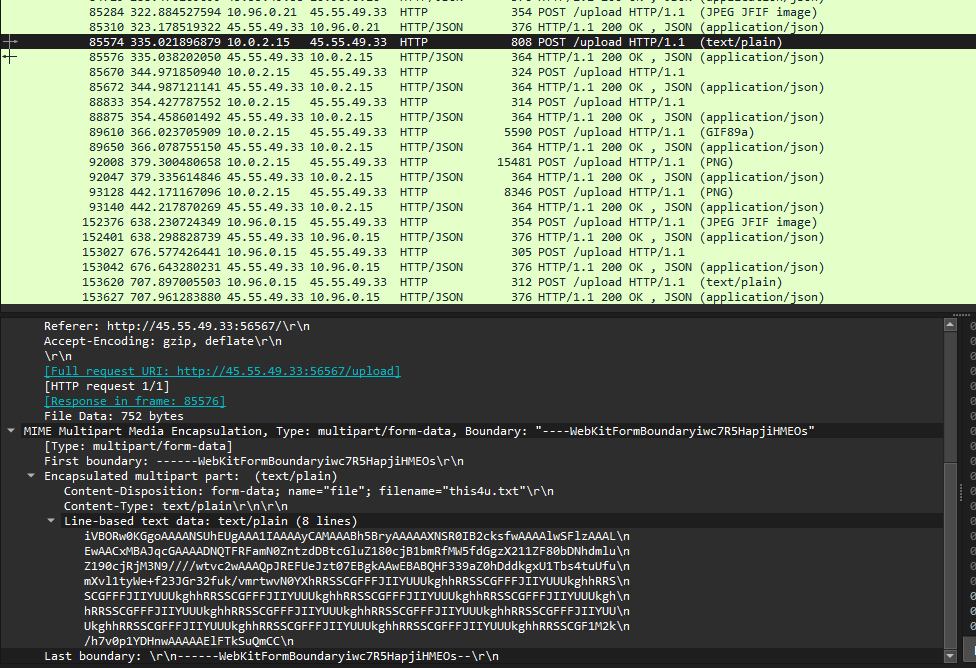 85284 322.884527594 10.96.0.21 45.55.49.33 HTTP 354 POST /upload HTTP/1.1 (JPEG JFIF image)
85310 323.178519322 45.55.49.33 10.96.0.21 HTTP/JSON 376 HTTP/1.1 200 OK , JSON (application/json)
85574 335.021896879 10.0.2.15 45.55.49.33 HTTP 808 POST /upload HTTP/1.1 (text/plain)
85576 335.038202050 45.55.49.33 10.0.2.15 HTTP/JSON 364 HTTP/1.1 200 OK , JSON (application/json)
85670 344.971850940 10.0.2.15 45.55.49.33 HTTP 324 POST /upload HTTP/1.1
85672 344.987121141 45.55.49.33 10.0.2.15 HTTP/JSON 364 HTTP/1.1 200 OK , JSON (application/json)
88833 354.427787552 10.0.2.15 45.55.49.33 HTTP 314 POST /upload HTTP/1.1
88875 354.458601492 45.55.49.33 10.0.2.15 HTTP/JSON 364 HTTP/1.1 200 OK , JSON (application/json)
89610 366.023705909 10.0.2.15 45.55.49.33 HTTP 5590 POST /upload HTTP/1.1 (GIF89a)
89650 366.078755150 45.55.49.33 10.0.2.15 HTTP/JSON 364 HTTP/1.1 200 OK , JSON (application/json)
92008 379.300480658 10.0.2.15 45.55.49.33 HTTP 15481 POST /upload HTTP/1.1 (PNG)
92047 379.335614846 45.55.49.33 10.0.2.15 HTTP/JSON 364 HTTP/1.1 200 OK , JSON (application/json)
93128 442.171167096 10.0.2.15 45.55.49.33 HTTP 8346 POST /upload HTTP/1.1 (PNG)
93140 442.217870269 45.55.49.33 10.0.2.15 HTTP/JSON 364 HTTP/1.1 200 OK , JSON (application/json)
152376 638.230724349 10.96.0.15 45.55.49.33 HTTP 354 POST /upload HTTP/1.1 (JPEG JFIF image)
152401 638.298828739 45.55.49.33 10.96.0.15 HTTP/JSON 376 HTTP/1.1 200 OK , JSON (application/json)
153027 676.577426441 10.96.0.15 45.55.49.33 HTTP 305 POST /upload HTTP/1.1
153042 676.643280231 45.55.49.33 10.96.0.15 HTTP/JSON 376 HTTP/1.1 200 OK , JSON (application/json)
153620 707.897005503 10.96.0.15 45.55.49.33 HTTP 312 POST /upload HTTP/1.1 (text/plain)
153627 707.961283880 45.55.49.33 10.96.0.15 HTTP/JSON 376 HTTP/1.1 200 OK , JSON (application/json)
Referer: http://45.55.49.33:56567/\r\n
Accept-Encoding: gzip, deflate\r\n
\r\n
[Full request URI: http://45.55.49.33:56567/upload]
[HTTP request 1/1]
[Response in frame: 85576]
File Data: 752 bytes
MIME Multipart Media Encapsulation, Type: multipart/form-data, Boundary: "----WebKitFormBoundaryiwc7R5HapjiHMEOs"
[Type: multipart/form-data]
First boundary: ------WebKitFormBoundaryiwc7R5HapjiHMEOs\r\n
Encapsulated multipart part: (text/plain)
Content-Disposition: form-data; name="file"; filename="this4u.txt"\r\n
Content-Type: text/plain\r\n\r\n
Line-based text data: text/plain (8 lines)
iVBORw0KGgoAAAANSUhEUgAAA1IAAAAyCAMAAABh5BryAAAAAXNSR0IB2cksfwAAAAlwSFlzAAAL\n
EwAACxMBAJqcGAAAADNQTFRFamN0ZntzdDBtcGluZ180cjB1bmRfMW5fdGgzX211ZF80bDNhdmlu\n
Z190cjRjM3N9////wtvc2wAAAQpJREFUeJzt07EBgkAAwEBABQHF339aZ0hDddkgxU1Tbs4tuUfu\n
mXvl1tyWe+f23JGr32fuk/vmrtwvN0YXhRRSSCGFFFJIIYUUUkghhRRSSCGFFFJIIYUUUkghhRRS\n
SCGFFFJIIYUUUkghhRRSSCGFFFJIIYUUUkghhRRSSCGFFFJIIYUUUkghhRRSSCGFFFJIIYUUUkgh\n
hRRSSCGFFFJIIYUUUkghhRRSSCGFFFJIIYUUUkghhRRSSCGFFFJIIYUUUkghhRRSSCGFFFJIIYUU\n
UkghhRRSSCGFFFJIIYUUUkghhRRSSCGFFFJIIYUUUkghhRRSSCGFFFJIIYUUUkghhRRSSCGF1M2k\n
/h7v0p1YDHnwAAAAAElFTkSuQmCC\n
Last boundary: \r\n------WebKitFormBoundaryiwc7R5HapjiHMEOs--\r\n